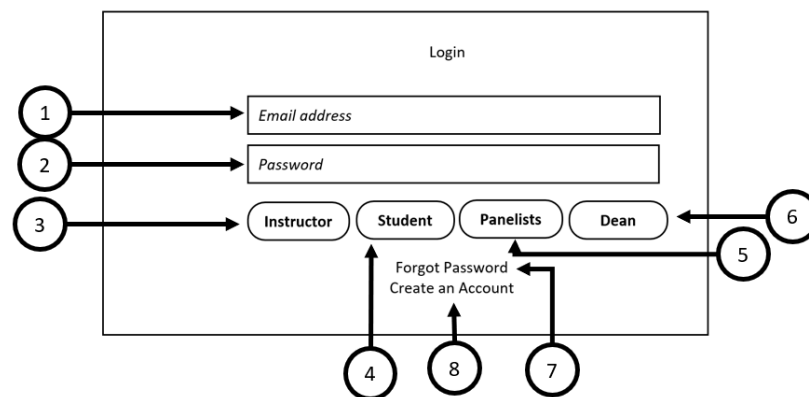 Login
1
Email address
2
Password
3
Instructor Student Panelists Dean
6
5
Forgot Password
Create an Account
4
8
7